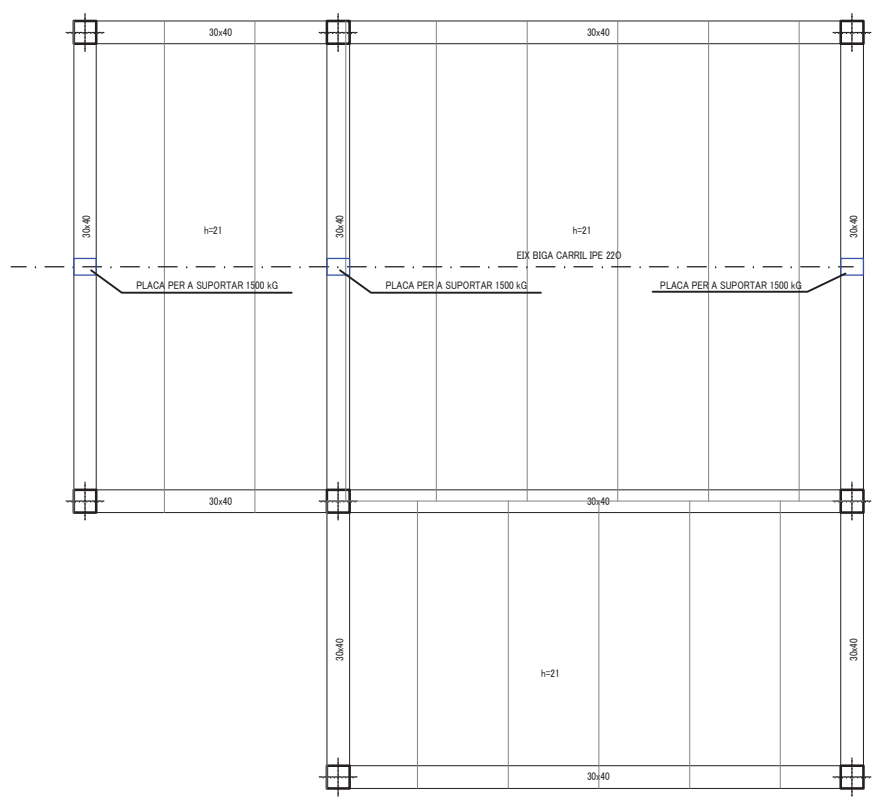 30x40
30x40
30x40
30x40
30x40
h=21
h=21
EIX BIGA CARRIL IPE 220
PLACA PER A SUPORTAR 1500 kG
PLACA PER A SUPORTAR 1500 kG
PLACA PER A SUPORTAR 1500 kG
30x40
30x40
30x40
30x40
h=21
30x40